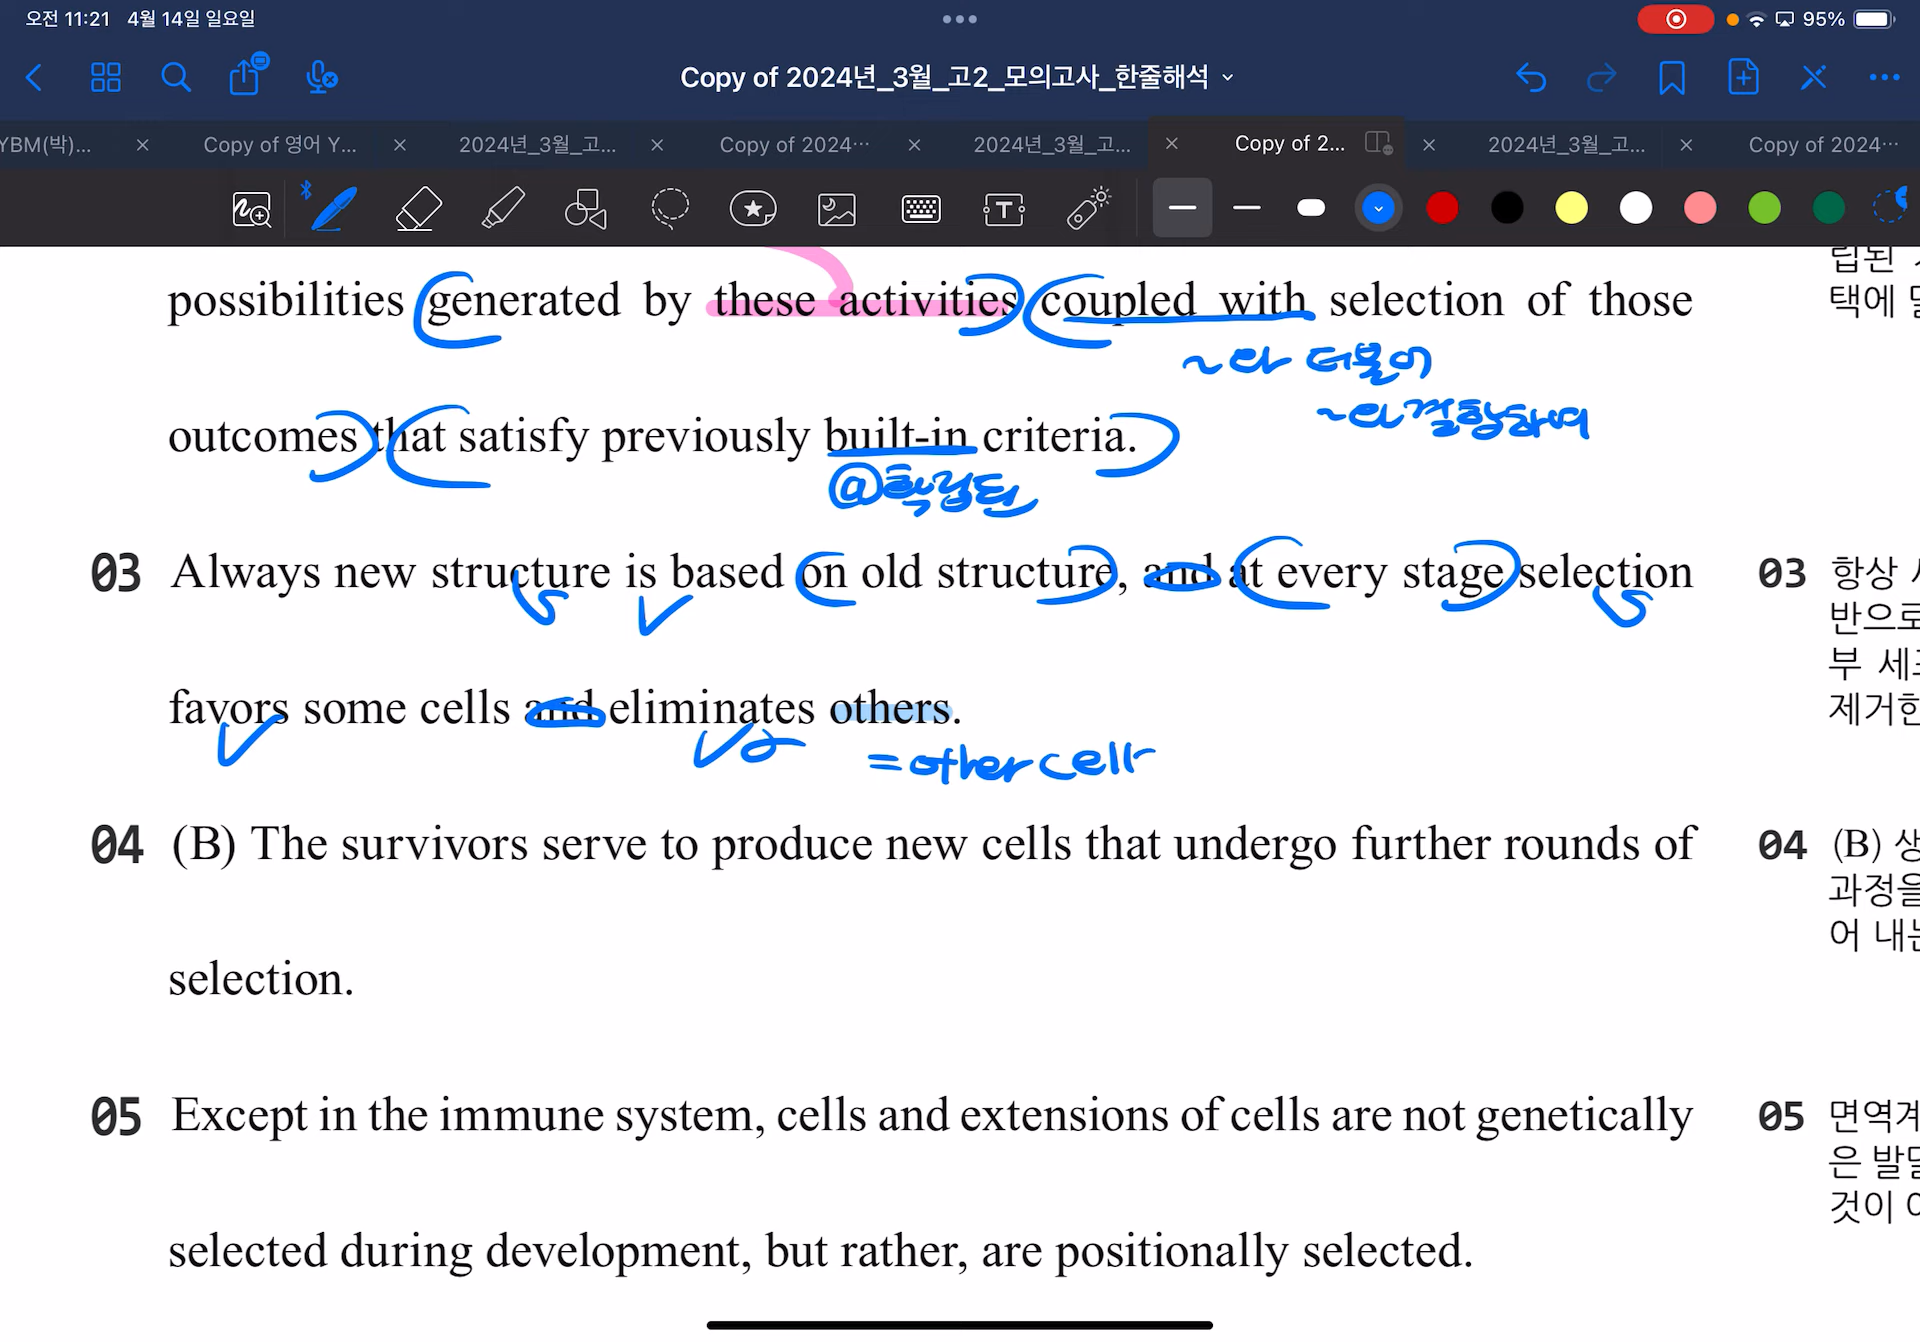 오전 11:21 4월 14일 일요일
95%
Copy of 2024년_3월_고2_모의고사_한줄해석
YBM(박)... Copy of 영어 Y... 2024년_3월_고... Copy of 2024... 2024년_3월_고... Copy of 2... 2024년_3월_고... Copy of 2024...
possibilities generated by these activities coupled with selection of those
~와 더불어
outcomes that satisfy previously built-in criteria.
~와 결합하여
@확립된
03 Always new structure is based on old structure, and at every stage selection
S V S
favors some cells and eliminates others.
V V2 = other cell
04 (B) The survivors serve to produce new cells that undergo further rounds of
selection.
05 Except in the immune system, cells and extensions of cells are not genetically
selected during development, but rather, are positionally selected.
립된
택에
03 항상
반으로
부 세
제거한
04 (B) 생
과정을
어 내는
05 면역계
은 발달
것이